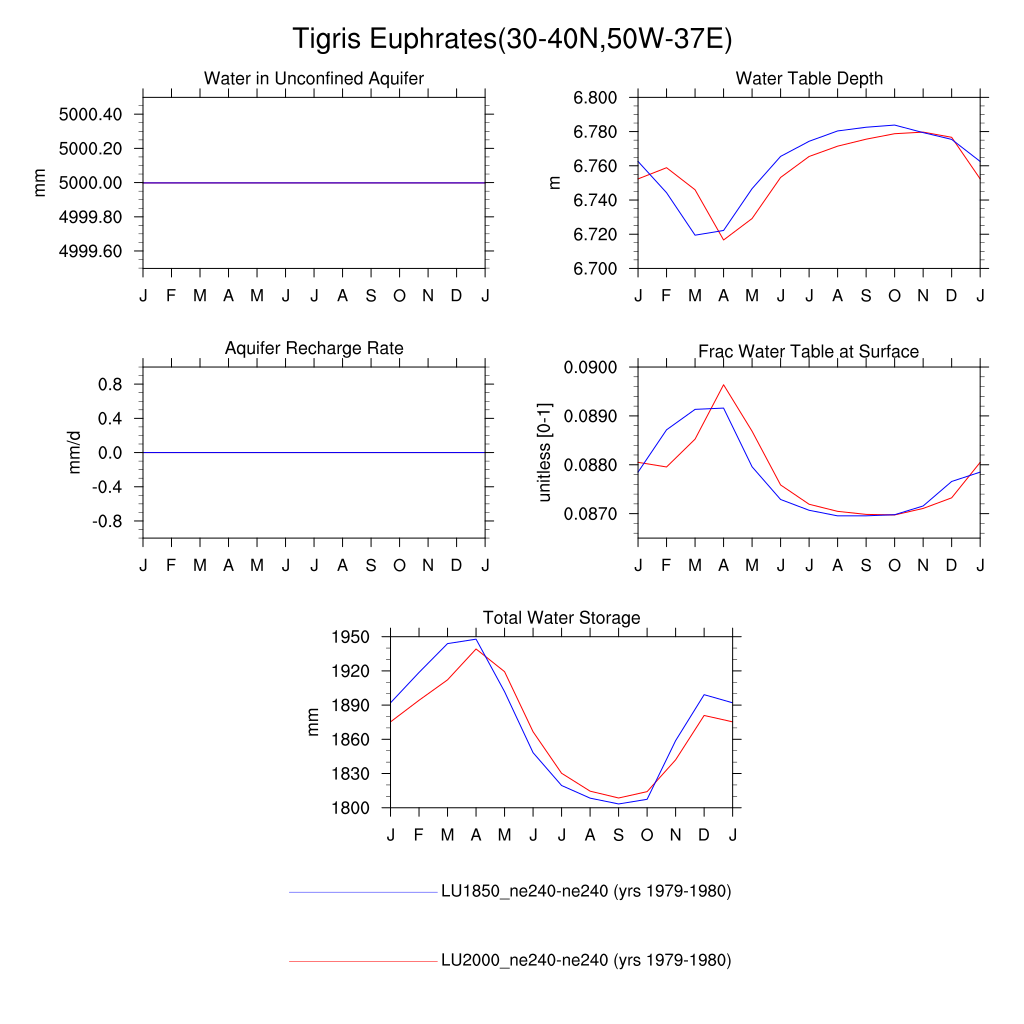 Tigris Euphrates(30-40N,50W-37E)
Water in Unconfined Aquifer
mm
5000.40
5000.20
5000.00
4999.80
4999.60
J F M A M J J A S O N D J
Water Table Depth
m
6.800
6.780
6.760
6.740
6.720
6.700
J F M A M J J A S O N D J
Aquifer Recharge Rate
mm/d
0.8
0.4
0.0
-0.4
-0.8
J F M A M J J A S O N D J
Frac Water Table at Surface
unitless [0-1]
0.0900
0.0890
0.0880
0.0870
J F M A M J J A S O N D J
Total Water Storage
mm
1950
1920
1890
1860
1830
1800
J F M A M J J A S O N D J
LU1850_ne240-ne240 (yrs 1979-1980)
LU2000_ne240-ne240 (yrs 1979-1980)